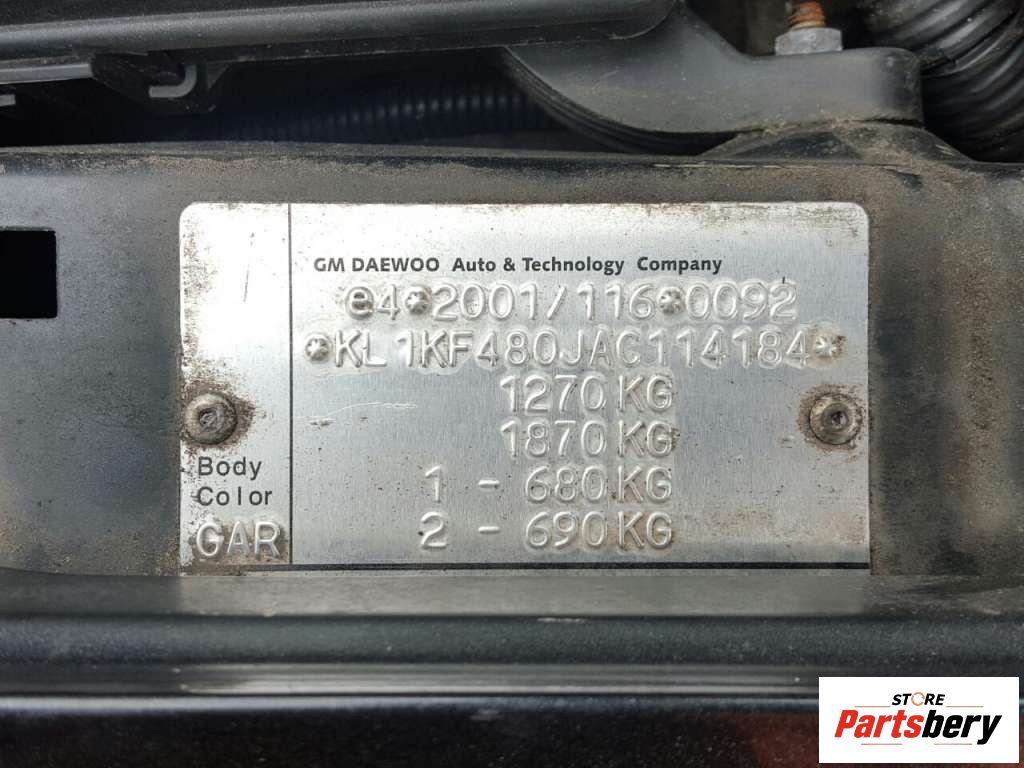 GM DAEWOO Auto & Technology Company
e4*2001/116*0092
*KL1KF480JAC114184*
1270 KG
1870 KG
1 - 680 KG
2 - 690 KG
Body
Color
GAR
STORE
Partsbery